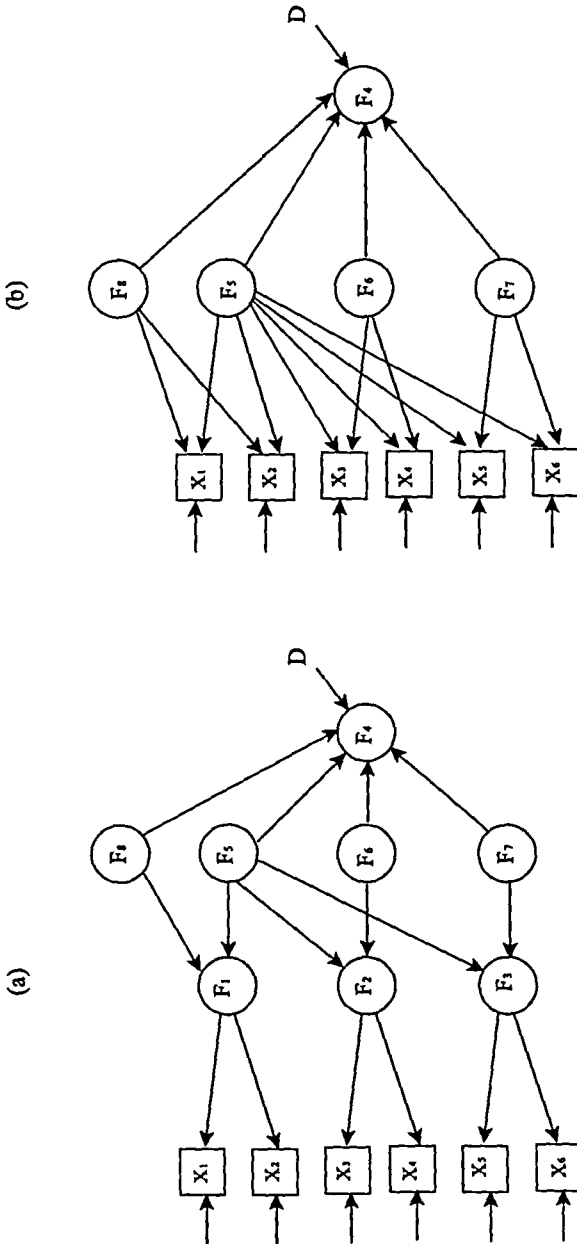 (a)
D
F₈
F₅
F₆
F₇
F₄
F₁
F₂
F₃
X₁
X₂
X₃
X₄
X₅
X₆
(b)
D
F₈
F₅
F₆
F₇
F₄
X₁
X₂
X₃
X₄
X₅
X₆